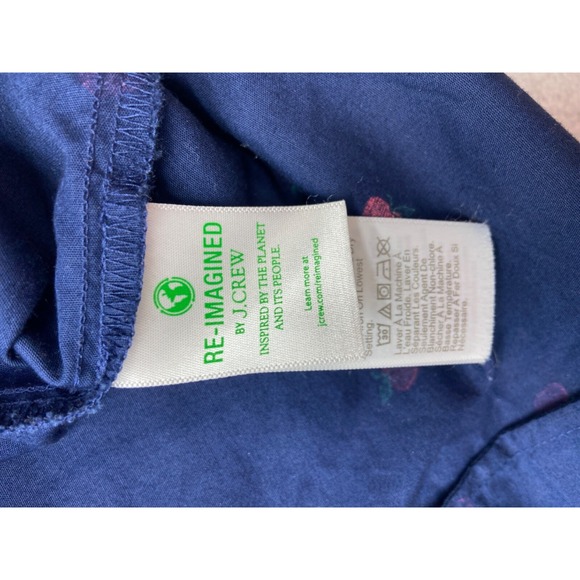 RE-IMAGINED
BY J.CREW
INSPIRED BY THE PLANET
AND ITS PEOPLE.
Learn more at
jcrew.com/reimagined
On Lowest
Setting.
Laver À La Machine À
L'eau Froide. Laver En
Séparant Les Couleurs.
Seulement Agent De
Blanchiment Non-chloré.
Sécher À La Machine À
Basse Température.
Repasser À Fer Doux Si
Nécessaire.